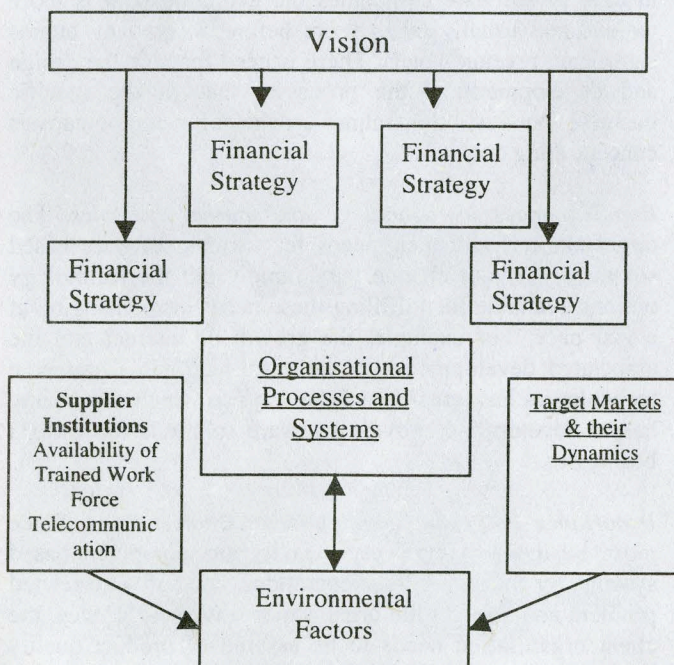 Vision
Financial
Strategy
Financial
Strategy
Financial
Strategy
Financial
Strategy
Organisational
Processes and
Systems
Supplier
Institutions
Availability of
Trained Work
Force
Telecommunic
ation
Target Markets
& their
Dynamics
Environmental
Factors